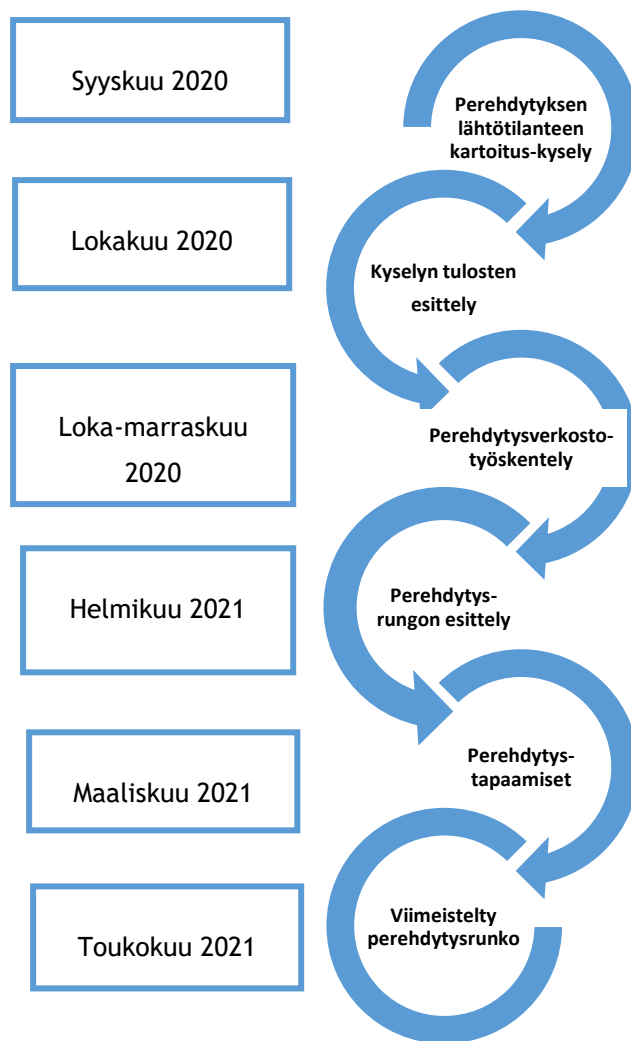 Syyskuu 2020
Perehdytyksen
lähtötilanteen
kartoitus-kysely
Lokakuu 2020
Kyselyn tulosten
esittely
Loka-marraskuu
2020
Perehdytysverkosto-
työskentely
Helmikuu 2021
Perehdytys-
rungon esittely
Maaliskuu 2021
Perehdytys-
tapaamiset
Toukokuu 2021
Viimeistelty
perehdytysrunko